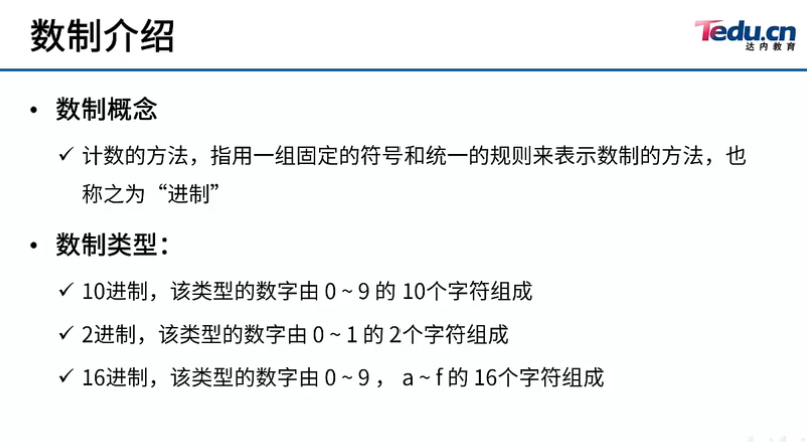 数制介绍
Tedu.cn
达内教育
• 数制概念
✓ 计数的方法，指用一组固定的符号和统一的规则来表示数制的方法，也
称之为“进制”
• 数制类型：
✓ 10进制，该类型的数字由 0 ~ 9 的 10个字符组成
✓ 2进制，该类型的数字由 0 ~ 1 的 2个字符组成
✓ 16进制，该类型的数字由 0 ~ 9 ， a ~ f 的 16个字符组成